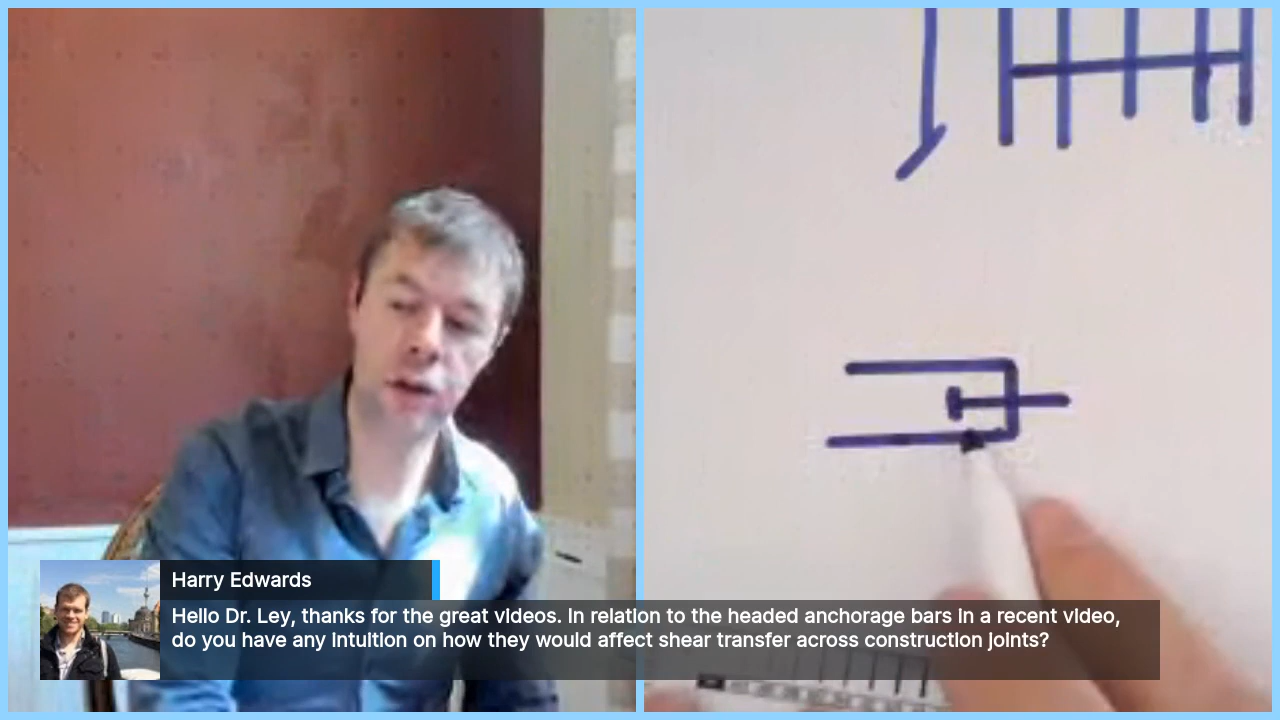 Harry Edwards
Hello Dr. Ley, thanks for the great videos. In relation to the headed anchorage bars in a recent video,
do you have any intuition on how they would affect shear transfer across construction joints?